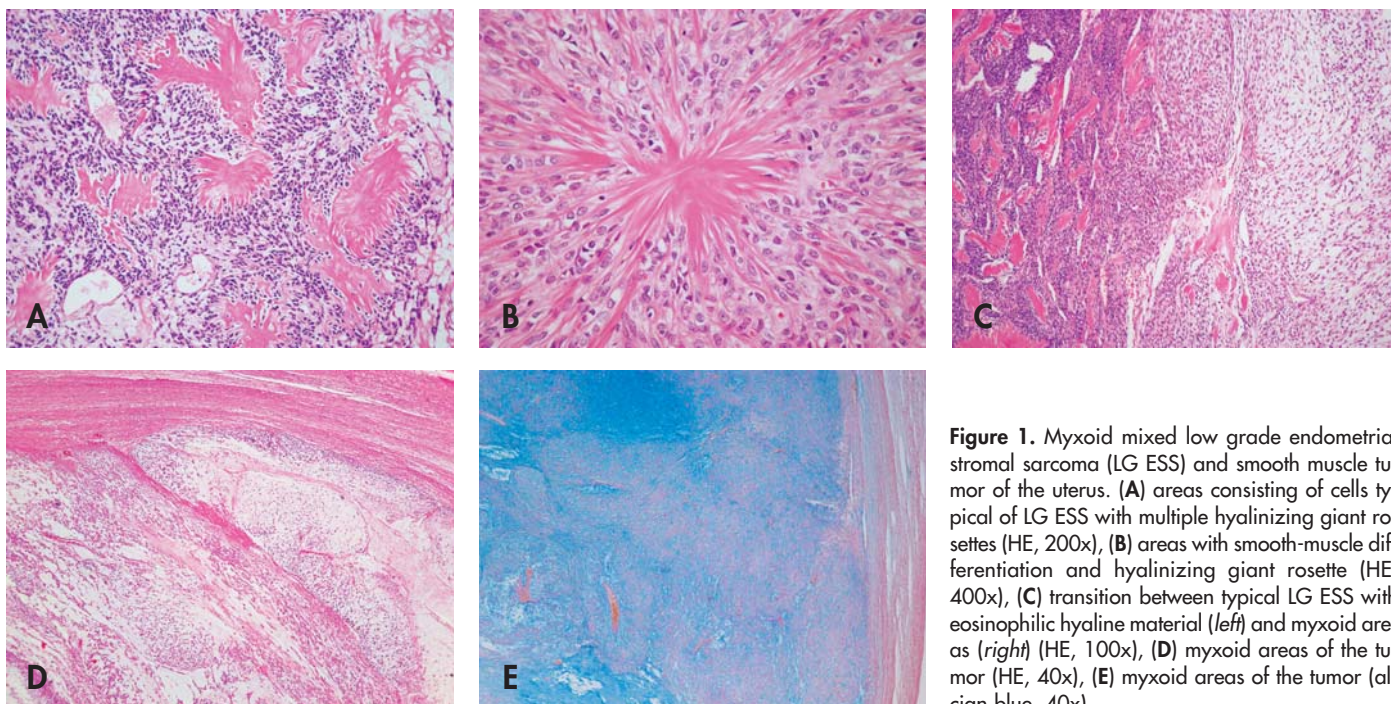 A
B
C
D
E
Figure 1. Myxoid mixed low grade endometrial
stromal sarcoma (LG ESS) and smooth muscle tu-
mor of the uterus. (A) areas consisting of cells ty-
pical of LG ESS with multiple hyalinizing giant ro-
settes (HE, 200x), (B) areas with smooth-muscle dif-
ferentiation and hyalinizing giant rosette (HE,
400x), (C) transition between typical LG ESS with
eosinophilic hyaline material (left) and myxoid are-
as (right) (HE, 100x), (D) myxoid areas of the tu-
mor (HE, 40x), (E) myxoid areas of the tumor (al-
cian blue, 40x)